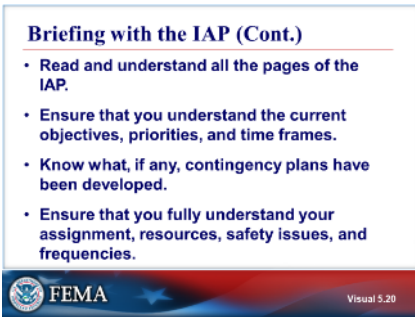 Briefing with the IAP (Cont.)
• Read and understand all the pages of the
IAP.
• Ensure that you understand the current
objectives, priorities, and time frames.
• Know what, if any, contingency plans have
been developed.
• Ensure that you fully understand your
assignment, resources, safety issues, and
frequencies.
FEMA
Visual 5.20